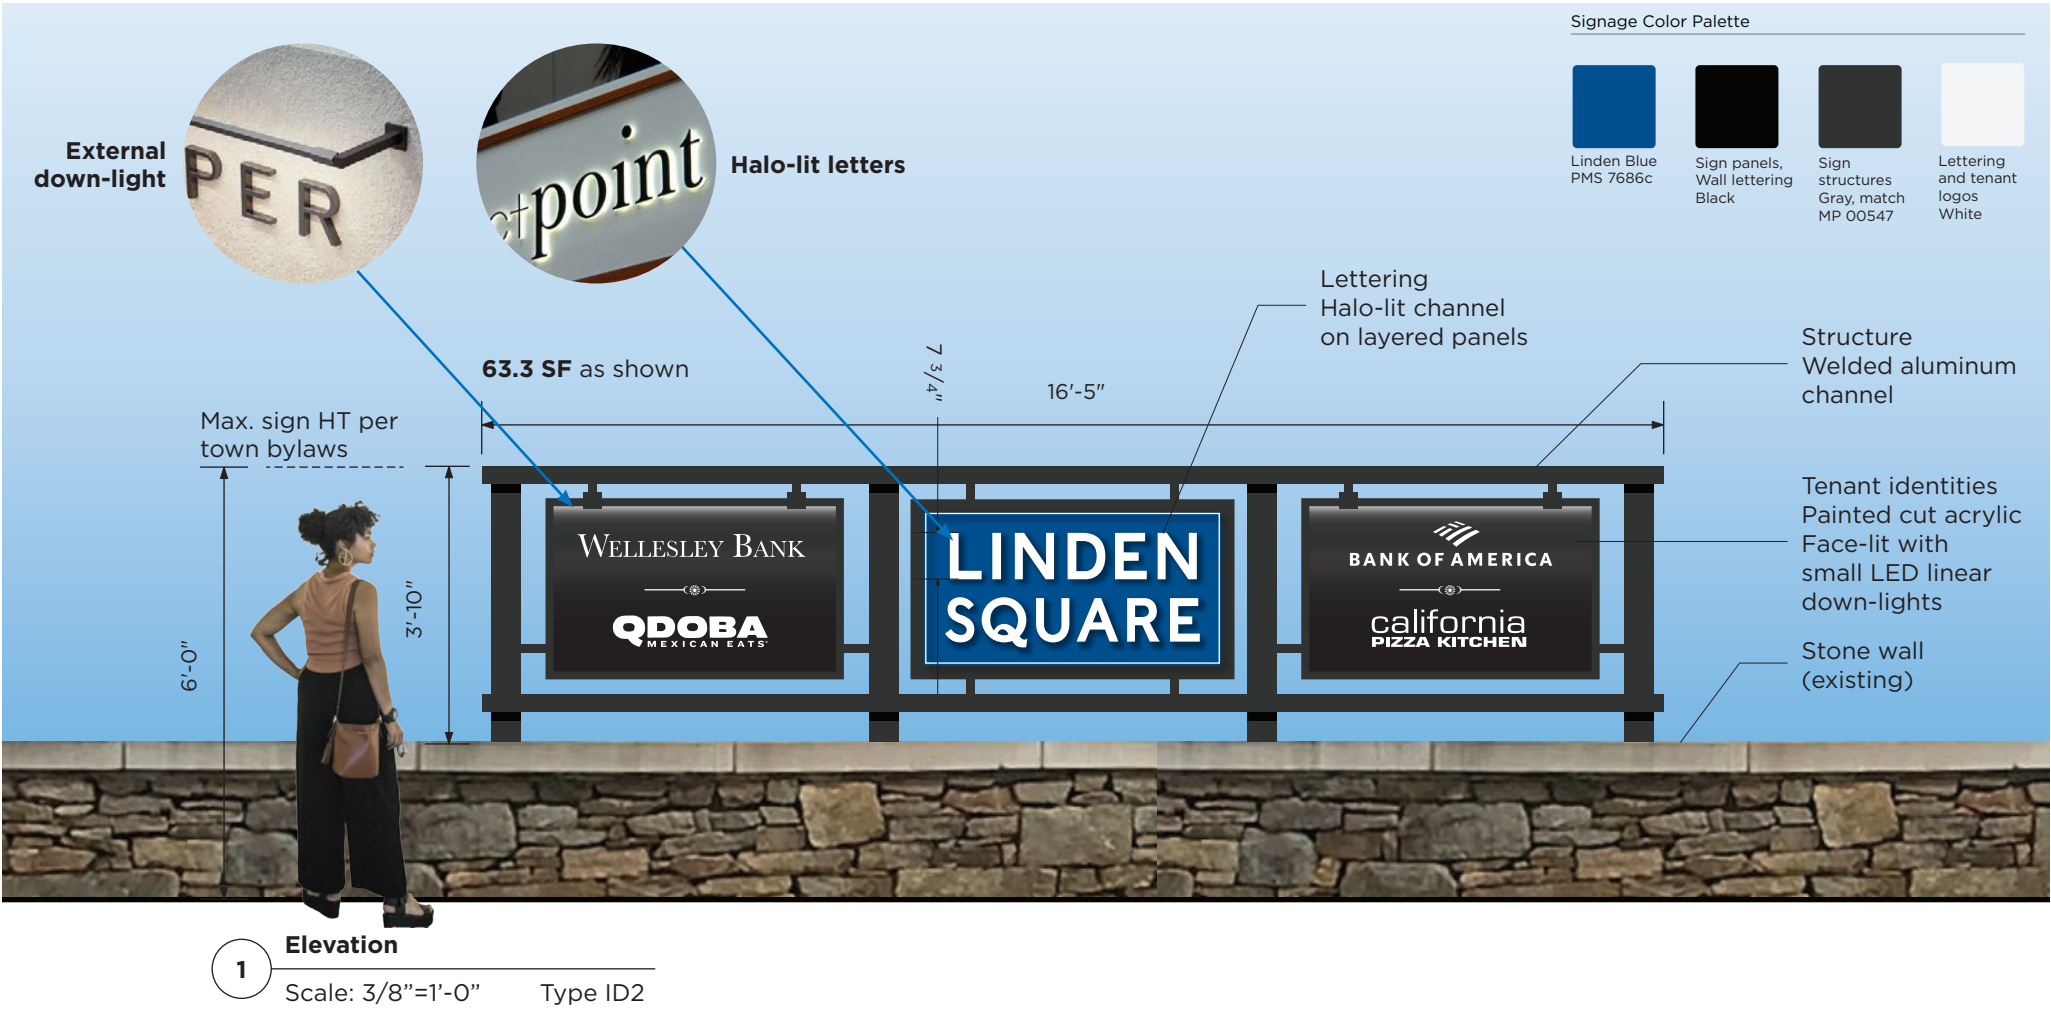 Signage Color Palette
Linden Blue
PMS 7686c
Sign panels,
Wall lettering
Black
Sign
structures
Gray, match
MP 00547
Lettering
and tenant
logos
White
External
down-light
PER
ct point
Halo-lit letters
Lettering
Halo-lit channel
on layered panels
Structure
Welded aluminum
channel
63.3 SF as shown
7 3/4"
16'-5"
Max. sign HT per
town bylaws
6'-0"
3'-10"
WELLESLEY BANK
QDOBA
MEXICAN EATS
LINDEN
SQUARE
BANK OF AMERICA
california
PIZZA KITCHEN
Tenant identities
Painted cut acrylic
Face-lit with
small LED linear
down-lights
Stone wall
(existing)
1
Elevation
Scale: 3/8”=1’-0” Type ID2